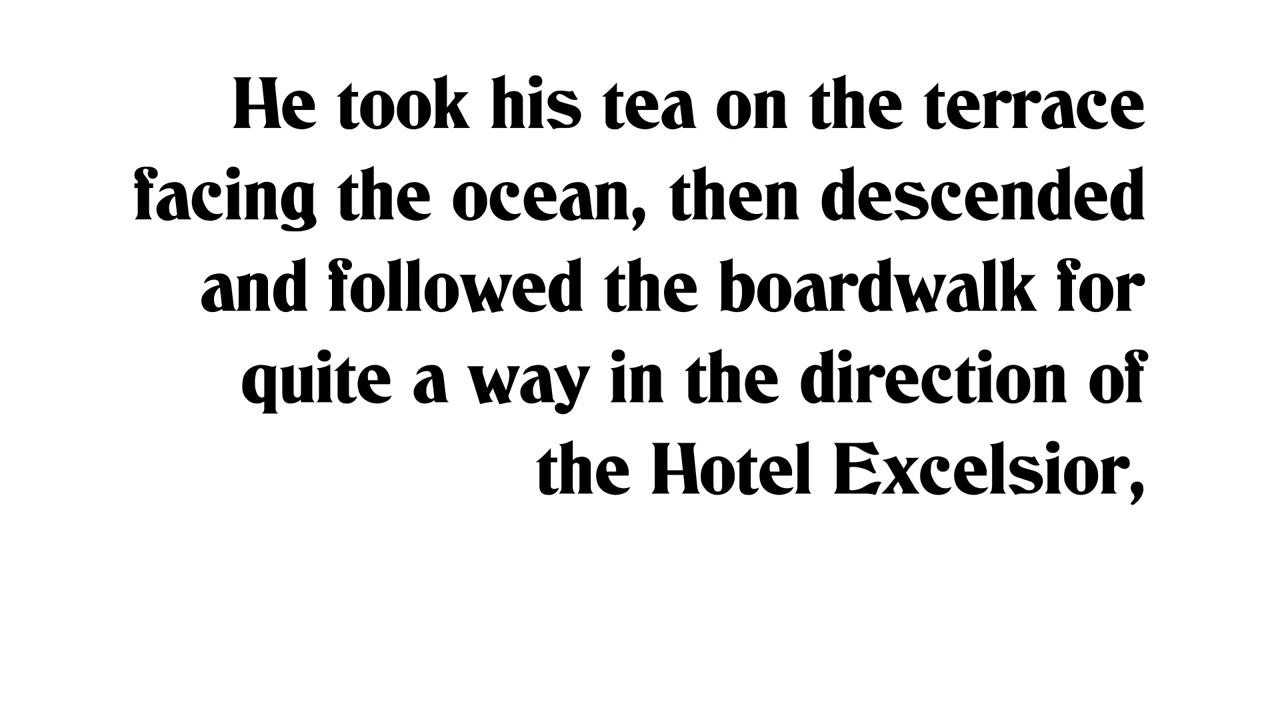 He took his tea on the terrace
facing the ocean, then descended
and followed the boardwalk for
quite a way in the direction of
the Hotel Excelsior,